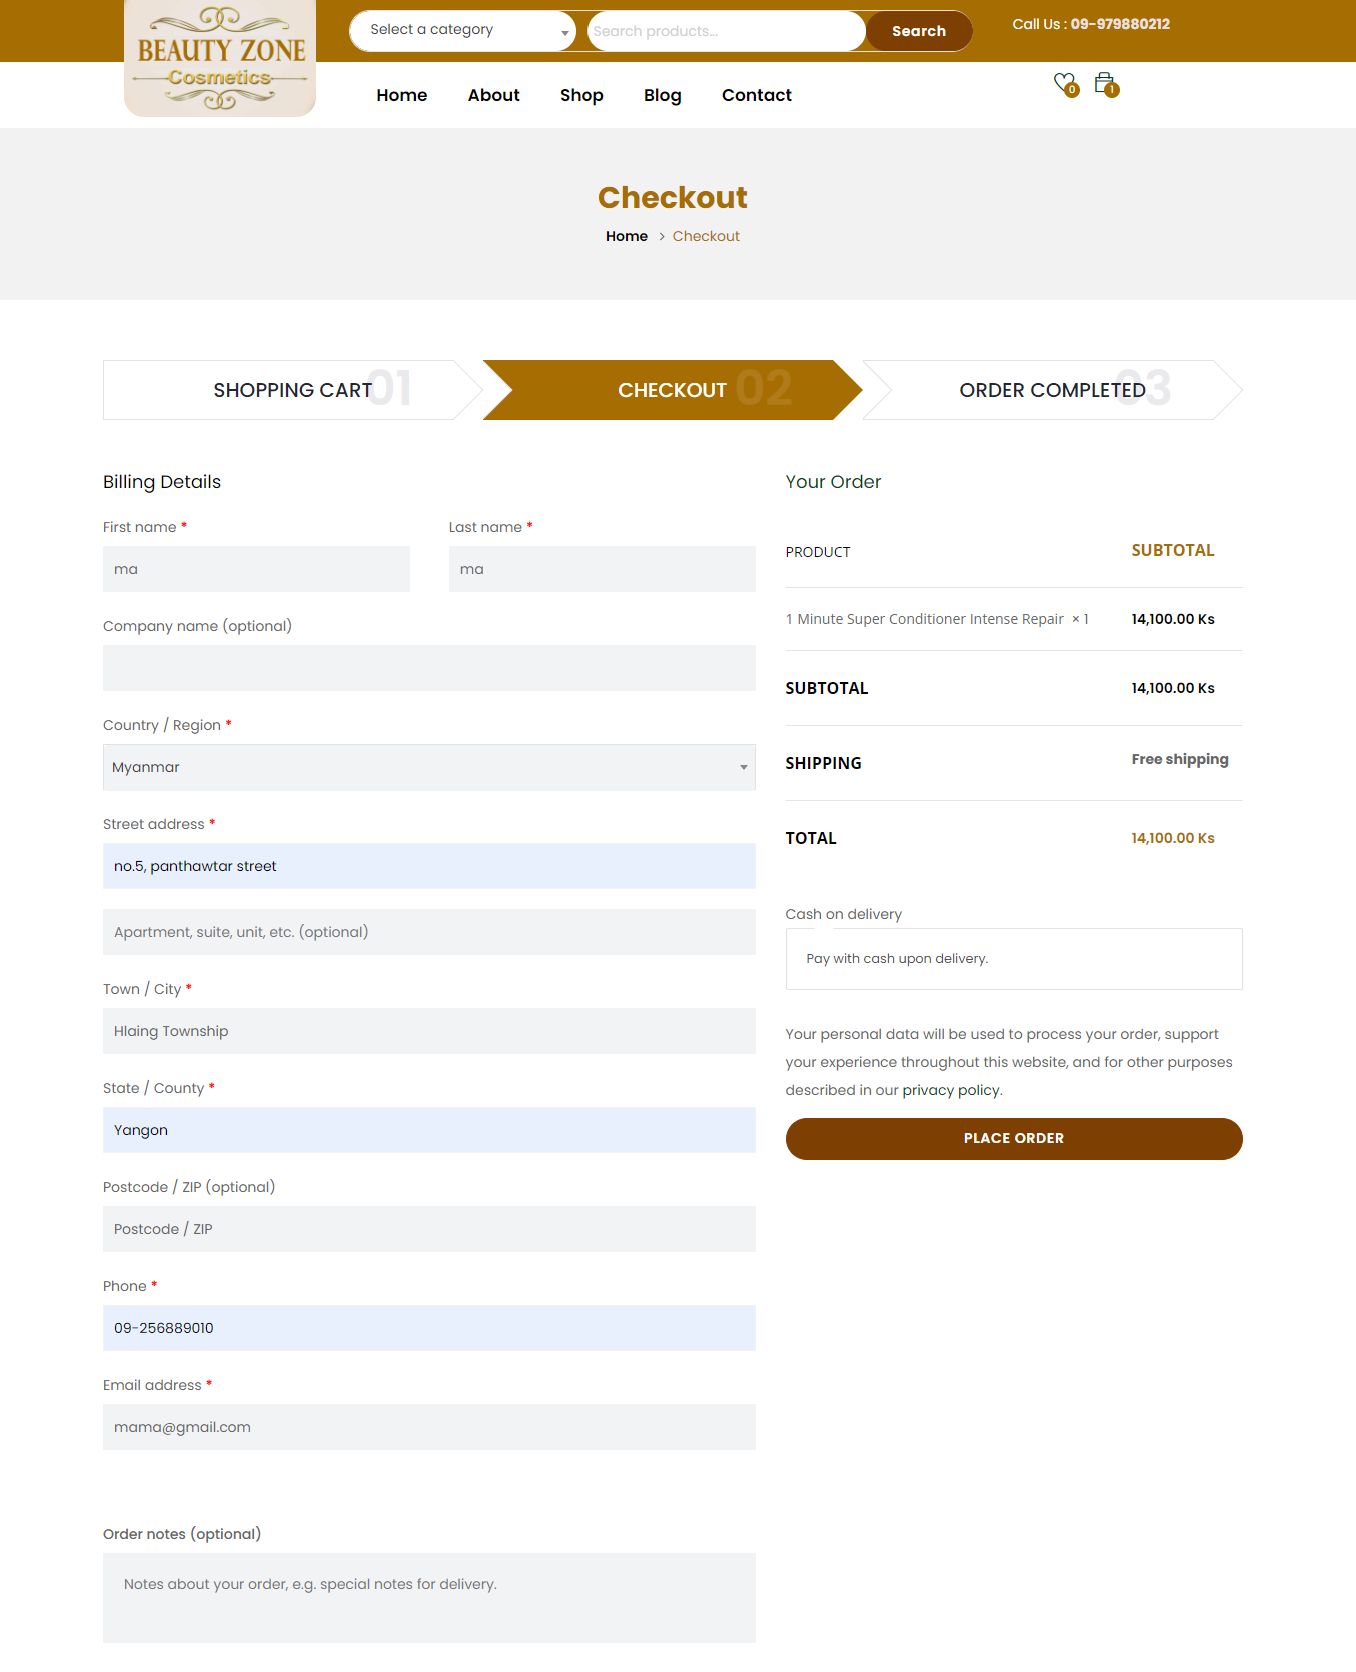 BEAUTY ZONE
Cosmetics
Select a category
Search products...
Search
Call Us : 09-979880212
Home
About
Shop
Blog
Contact
0
1
Checkout
Home > Checkout
SHOPPING CART 01
CHECKOUT 02
ORDER COMPLETED 03
Billing Details
First name *
Last name *
ma
ma
Company name (optional)
Country / Region *
Myanmar
Street address *
no.5, panthawtar street
Apartment, suite, unit, etc. (optional)
Town / City *
Hlaing Township
State / County *
Yangon
Postcode / ZIP (optional)
Postcode / ZIP
Phone *
09-256889010
Email address *
mama@gmail.com
Order notes (optional)
Notes about your order, e.g. special notes for delivery.
Your Order
PRODUCT SUBTOTAL
1 Minute Super Conditioner Intense Repair × 1 14,100.00 Ks
SUBTOTAL 14,100.00 Ks
SHIPPING Free shipping
TOTAL 14,100.00 Ks
Cash on delivery
Pay with cash upon delivery.
Your personal data will be used to process your order, support
your experience throughout this website, and for other purposes
described in our privacy policy.
PLACE ORDER